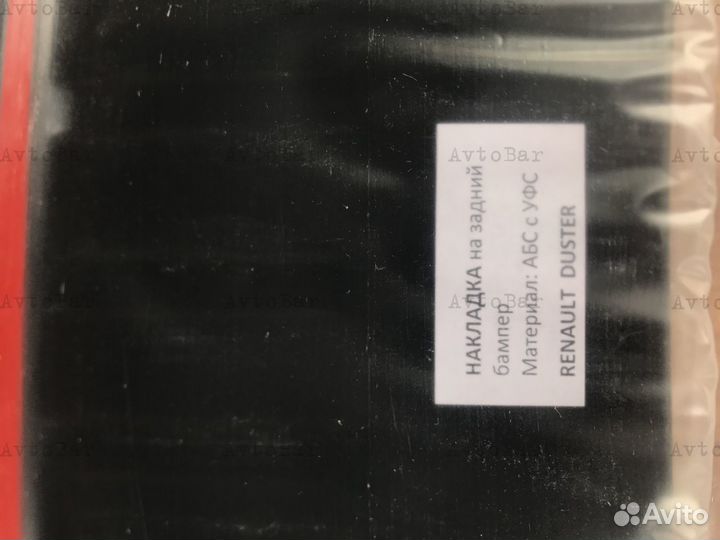 НАКЛАДКА на задний
бампер
Материал: АБС с УФС
RENAULT DUSTER
AvtoBar
Avito